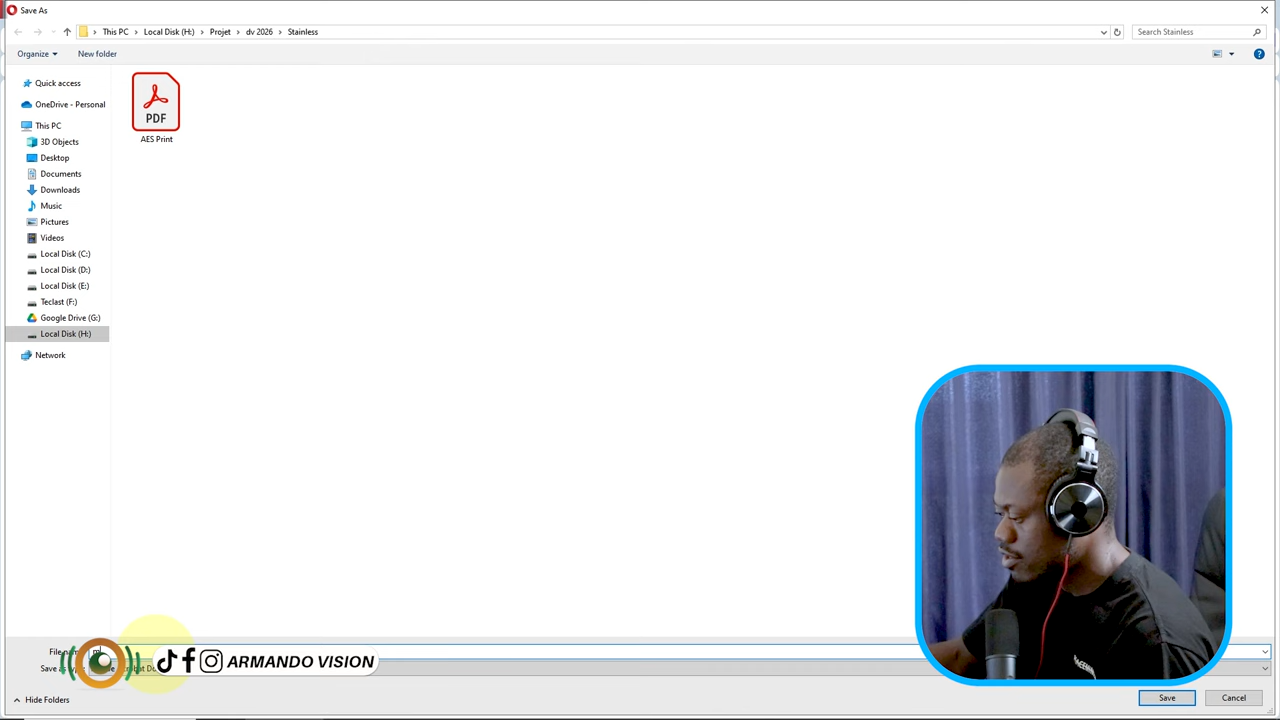 Save As
This PC > Local Disk (H:) > Projet > dv 2026 > Stainless
Search Stainless
Organize
New folder
Quick access
OneDrive - Personal
This PC
3D Objects
Desktop
Documents
Downloads
Music
Pictures
Videos
Local Disk (C:)
Local Disk (D:)
Local Disk (E:)
Teclast (F:)
Google Drive (G:)
Local Disk (H:)
Network
PDF
AES Print
ARMANDO VISION
Hide Folders
Save
Cancel